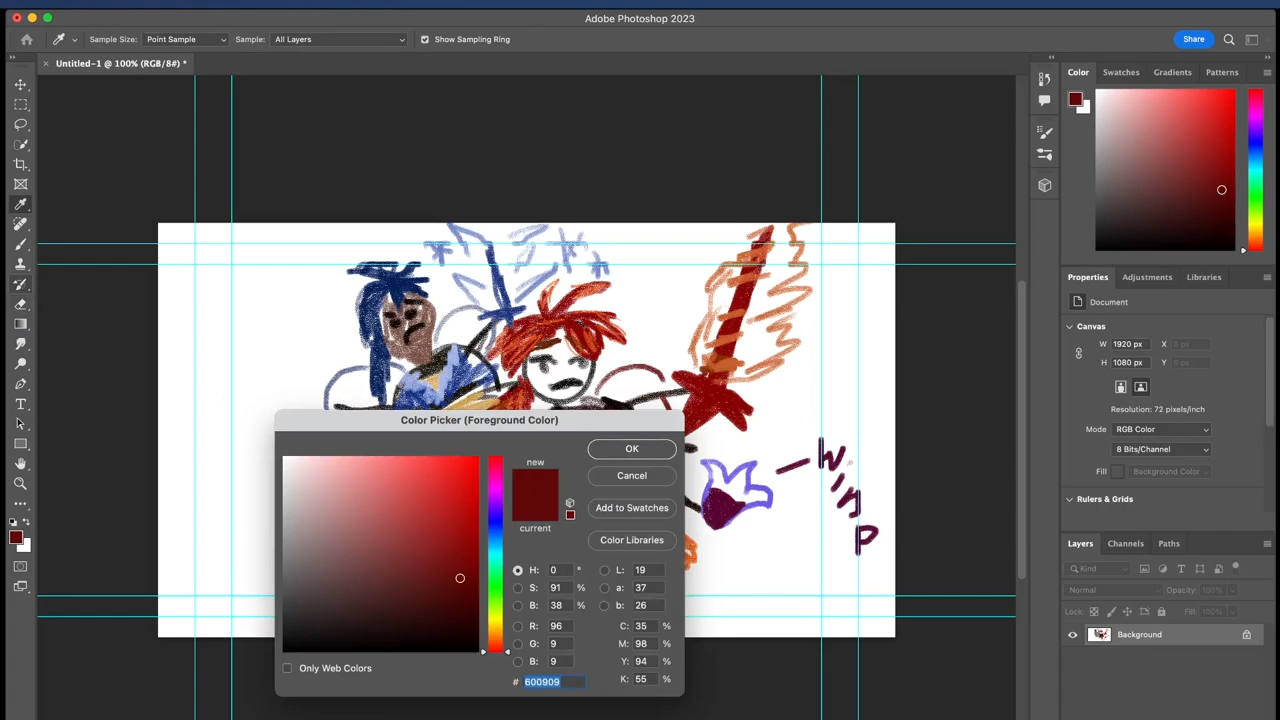 Adobe Photoshop 2023
Sample Size: Point Sample Sample: All Layers Show Sampling Ring Share
Untitled-1 @ 100% (RGB/8#) *
Color Swatches Gradients Patterns
Properties Adjustments Libraries
Document
Canvas
W 1920 px X 0 px
H 1080 px Y 0 px
Resolution: 72 pixels/inch
Mode RGB Color
8 Bits/Channel
Fill Background Color
Rulers & Grids
Layers Channels Paths
Kind
Normal Opacity: 100%
Lock: Fill: 100%
Background
Color Picker (Foreground Color)
new
current
OK
Cancel
Add to Swatches
Color Libraries
H: 0 °
S: 91 %
B: 38 %
R: 96
G: 9
B: 9
# 600909
L: 19
a: 37
b: 26
C: 35 %
M: 98 %
Y: 94 %
K: 55 %
Only Web Colors